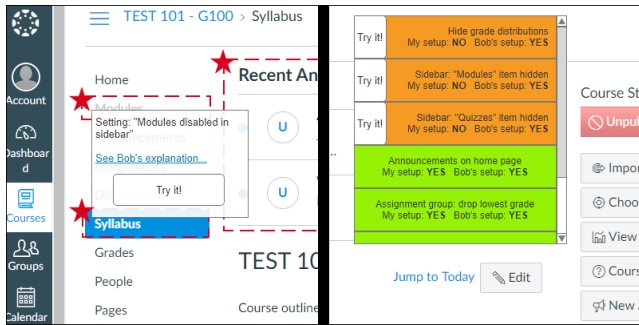 TEST 101 - G100 > Syllabus
Account
Dashboar
d
Courses
Groups
Calendar
Home
Modules
Setting: "Modules disabled in
sidebar"
See Bob's explanation...
Try it!
Syllabus
Grades
People
Pages
Recent An
U
U
TEST 10
Course outline
Try it!
Hide grade distributions
My setup: NO Bob's setup: YES
Try it!
Sidebar: "Modules" item hidden
My setup: NO Bob's setup: YES
Try it!
Sidebar: "Quizzes" item hidden
My setup: NO Bob's setup: YES
Announcements on home page
My setup: YES Bob's setup: YES
Assignment group: drop lowest grade
My setup: YES Bob's setup: YES
Jump to Today
Edit
Course St
Unpul
Impor
Choo
View
Cours
New